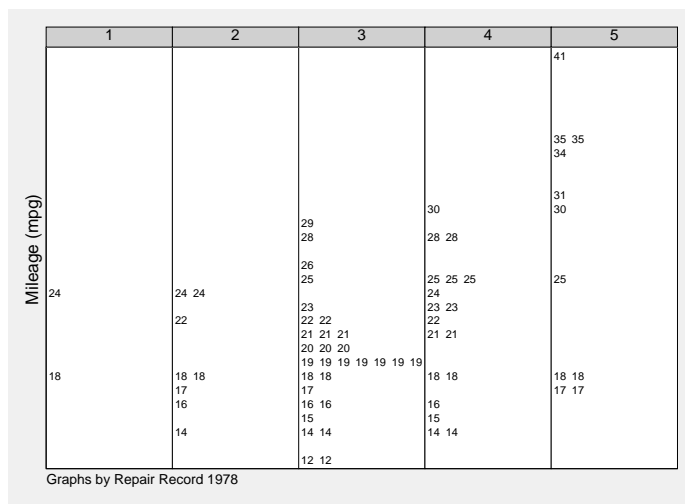 1 2 3 4 5
41
35 35
34
31
30 30
29
28 28 28
26
25 25 25 25 25
24 24 24 24
23 23 23
22 22 22 22
21 21 21 21 21
20 20 20
19 19 19 19 19 19 19
18 18 18 18 18 18 18 18 18
17 17 17 17
16 16 16 16
15 15
14 14 14 14 14
12 12
Mileage (mpg)
Graphs by Repair Record 1978